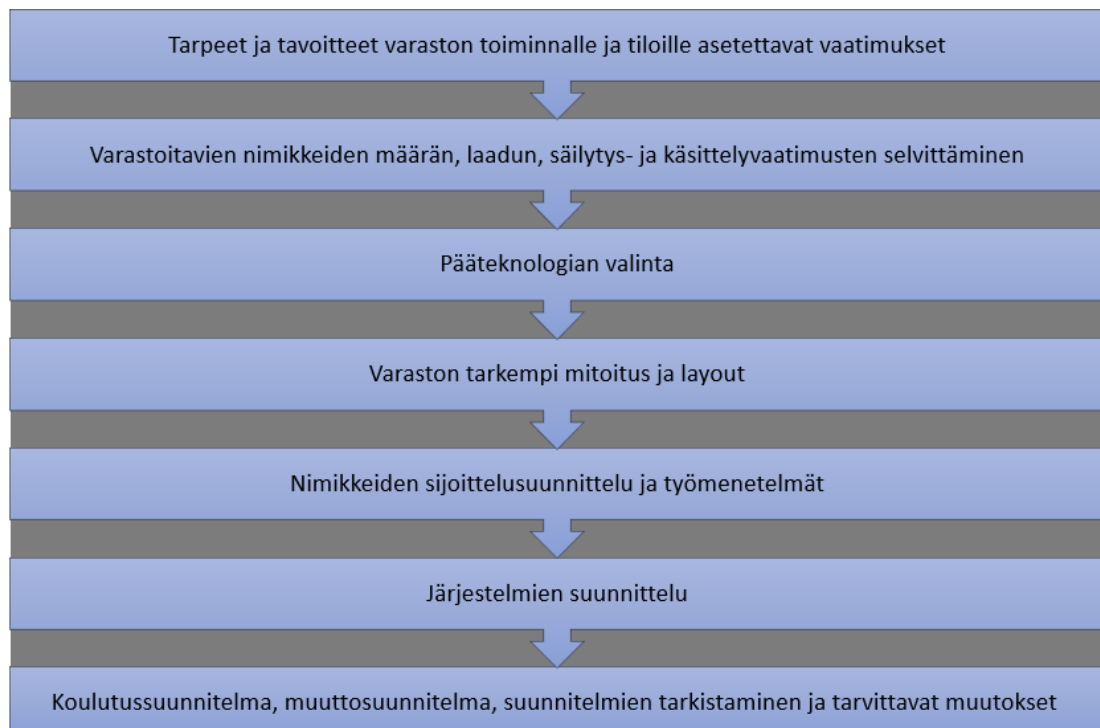 Tarpeet ja tavoitteet varaston toiminnalle ja tiloille asetettavat vaatimukset
Varastoitavien nimikkeiden määrän, laadun, säilytys- ja käsittelyvaatimusten selvittäminen
Pääteknologian valinta
Varaston tarkempi mitoitus ja layout
Nimikkeiden sijoittelusuunnittelu ja työmenetelmät
Järjestelmien suunnittelu
Koulutussuunnitelma, muuttosuunnitelma, suunnitelmien tarkistaminen ja tarvittavat muutokset